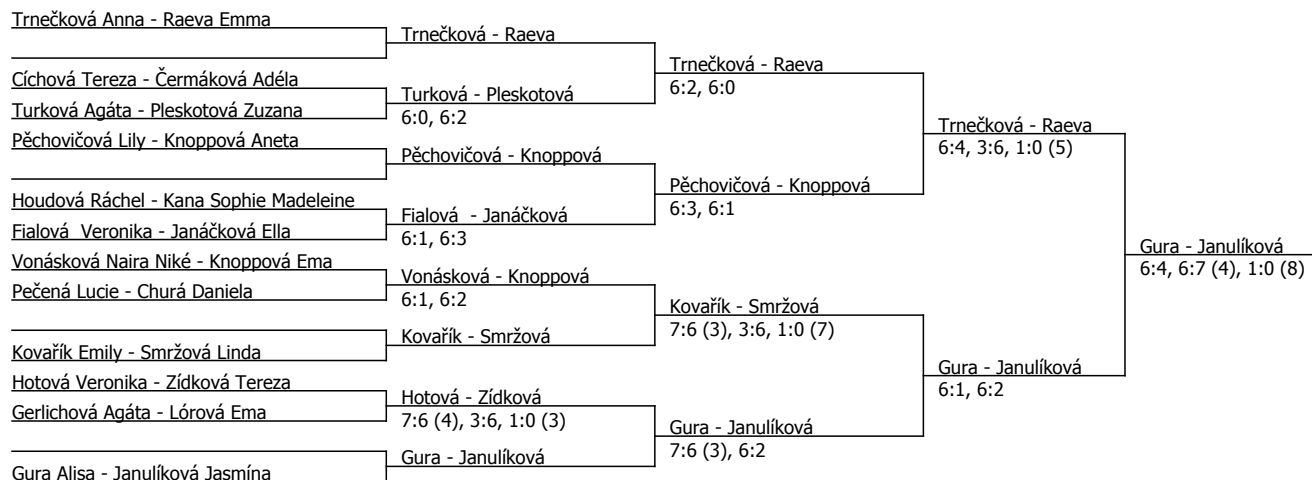 Trnečková Anna - Raeva Emma
Trnečková - Raeva
Cíchová Tereza - Čermáková Adéla
Trnečková - Raeva
6:2, 6:0
Turková Agáta - Pleskotová Zuzana
Turková - Pleskotová
6:0, 6:2
Trnečková - Raeva
6:4, 3:6, 1:0 (5)
Pěchovičová Lily - Knoppová Aneta
Pěchovičová - Knoppová
Pěchovičová - Knoppová
6:3, 6:1
Houdová Ráchel - Kana Sophie Madeleine
Fialová  Veronika - Janáčková Ella
Fialová  - Janáčková
6:1, 6:3
Gura - Janulíková
6:4, 6:7 (4), 1:0 (8)
Vonásková Naira Niké - Knoppová Ema
Pečená Lucie - Churá Daniela
Vonásková - Knoppová
6:1, 6:2
Kovařík - Smržová
7:6 (3), 3:6, 1:0 (7)
Kovařík - Smržová
Kovařík Emily - Smržová Linda
Gura - Janulíková
6:1, 6:2
Hotová Veronika - Zídková Tereza
Gerlichová Agáta - Lórová Ema
Hotová - Zídková
7:6 (4), 3:6, 1:0 (3)
Gura - Janulíková
7:6 (3), 6:2
Gura - Janulíková
Gura Alisa - Janulíková Jasmína